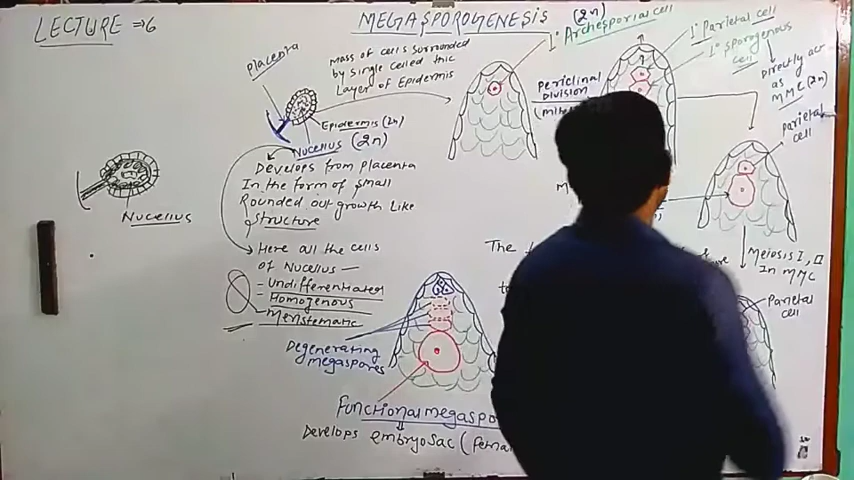 LECTURE ⇒ 6
MEGASPOROGENESIS
(2n)
1° Archesporial cell
1° Parietal cell
1° sporogenous
cell
Directly act
as
MMC (2n)
Placenta
Mass of cells surrounded
by single celled thic
Layer of Epidermis
Epidermis (2n)
Nucellus (2n)
Periclinal
Division
Parietal
cell
Develops from placenta
In the form of small
Rounded out growth Like
structure
Nucellus
Here all the cells
of Nucellus —
= Undifferentiated
= Homogenous
= Meristematic
The
of
Meiosis I, II
In MMC
Parietal
cell
Degenerating
megaspores
Functional megaspo
Develops embryosac (